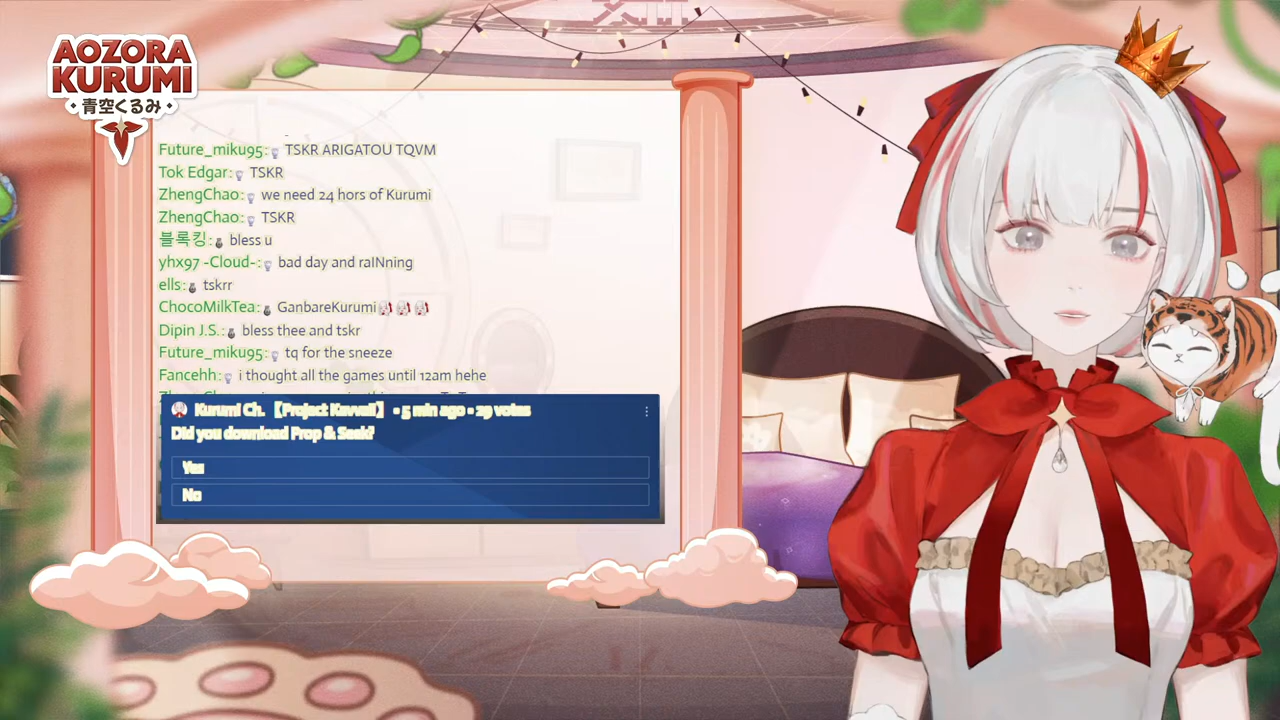 AOZORA
KURUMI
青空くるみ
XII
Future_miku95: TSKR ARIGATOU TQVM
Tok Edgar: TSKR
ZhengChao: we need 24 hors of Kurumi
ZhengChao: TSKR
블록킹: bless u
yhx97 -Cloud-: bad day and raINning
ells: tskrr
ChocoMilkTea: GanbareKurumi
Dipin J.S.: bless thee and tskr
Future_miku95: tq for the sneeze
Fancehh: i thought all the games until 12am hehe
Kurumi Ch. 【Project Kavvaii】 • 5 min ago • 29 votes
Did you download Prop & Seek?
Yes
No